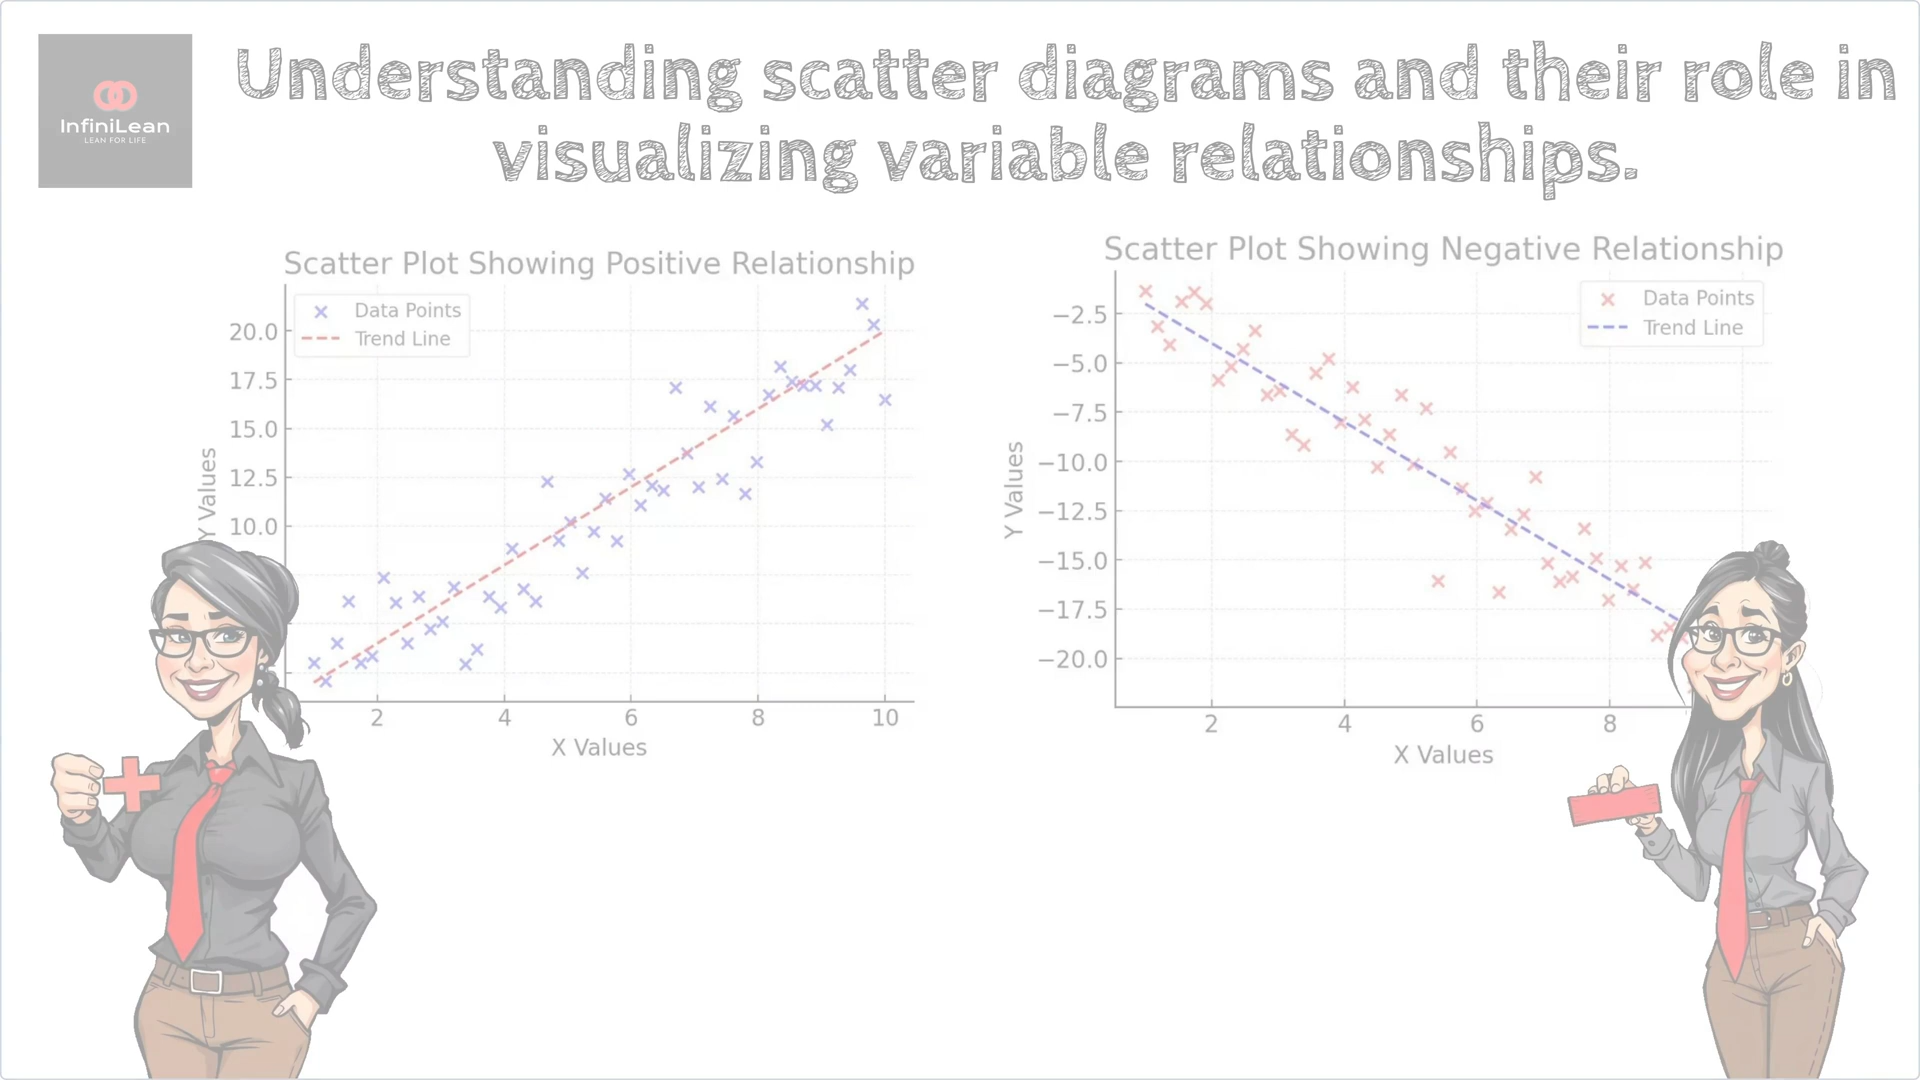 InfiniLean
LEAN FOR LIFE
Understanding scatter diagrams and their role in
visualizing variable relationships.
Scatter Plot Showing Positive Relationship
Data Points
Trend Line
20.0
17.5
15.0
12.5
10.0
Y Values
2 4 6 8 10
X Values
Scatter Plot Showing Negative Relationship
Data Points
Trend Line
−2.5
−5.0
−7.5
−10.0
−12.5
−15.0
−17.5
−20.0
Y Values
2 4 6 8
X Values